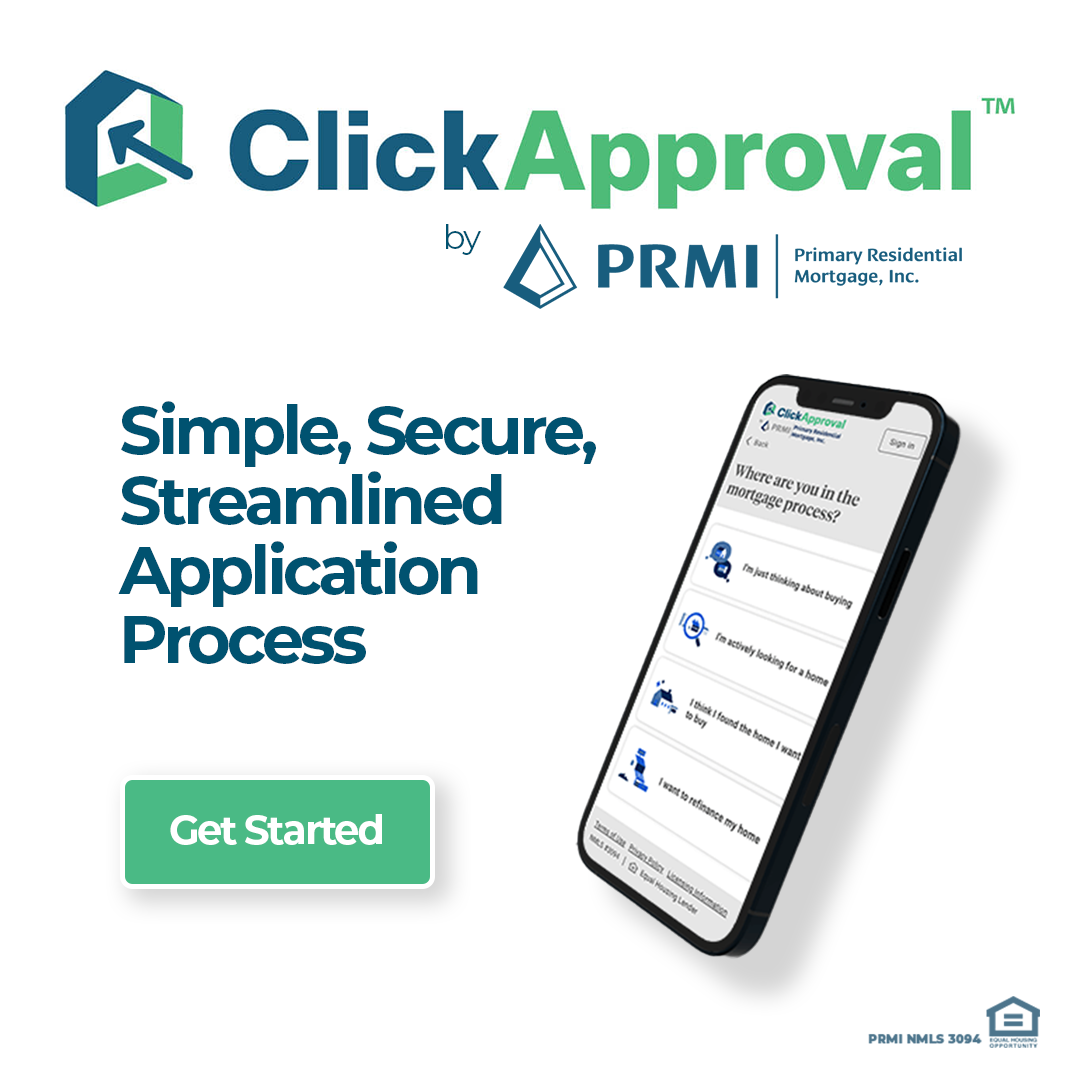 ClickApproval™
by
PRMI
Primary Residential
Mortgage, Inc.
Simple, Secure,
Streamlined
Application
Process
Get Started
ClickApproval
PRMI
Primary Residential
Mortgage, Inc.
Back
Sign in
Where are you in the
mortgage process?
I'm just thinking about buying
I'm actively looking for a home
I think I found the home I want
to buy
I want to refinance my home
Terms of Use Privacy Policy Licensing Information
NMLS #3094 | Equal Housing Lender
PRMI NMLS 3094
EQUAL HOUSING
OPPORTUNITY